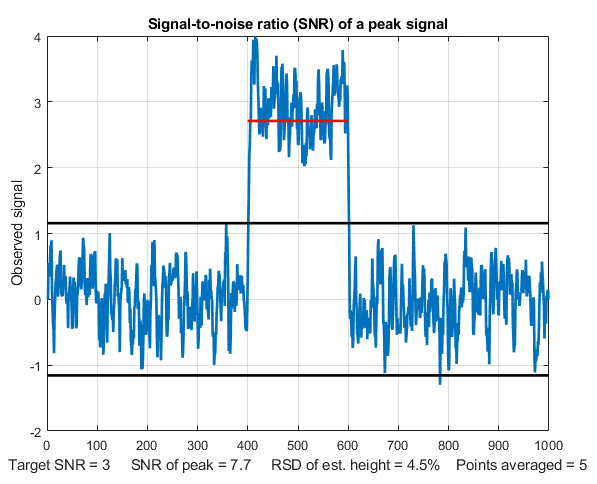 Signal-to-noise ratio (SNR) of a peak signal
4
3
2
1
0
-1
-2
Observed signal
0 100 200 300 400 500 600 700 800 900 1000
Target SNR = 3 SNR of peak = 7.7 RSD of est. height = 4.5% Points averaged = 5